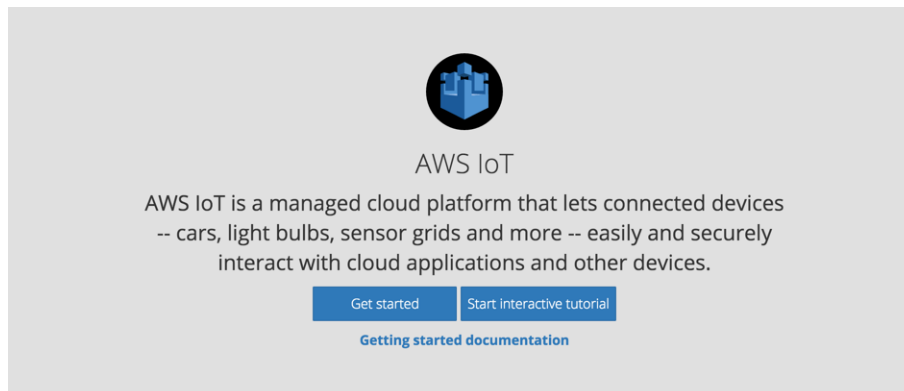 AWS IoT
AWS IoT is a managed cloud platform that lets connected devices
-- cars, light bulbs, sensor grids and more -- easily and securely
interact with cloud applications and other devices.
Get started
Start interactive tutorial
Getting started documentation